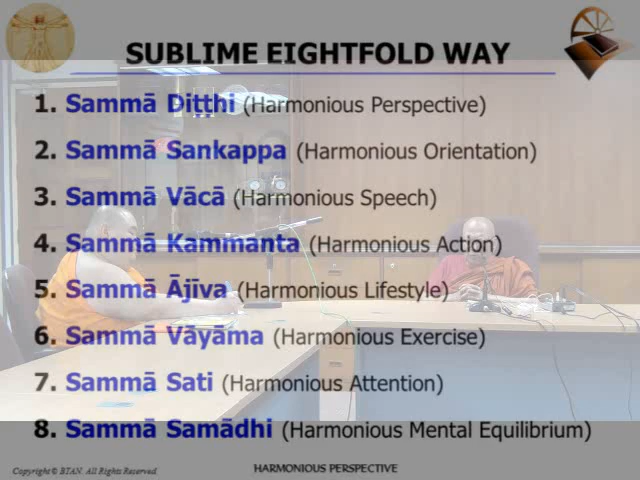 SUBLIME EIGHTFOLD WAY
1. Sammā Diṭṭhi (Harmonious Perspective)
2. Sammā Sankappa (Harmonious Orientation)
3. Sammā Vācā (Harmonious Speech)
4. Sammā Kammanta (Harmonious Action)
5. Sammā Ājīva (Harmonious Lifestyle)
6. Sammā Vāyāma (Harmonious Exercise)
7. Sammā Sati (Harmonious Attention)
8. Sammā Samādhi (Harmonious Mental Equilibrium)
Copyright © BTAN. All Rights Reserved
HARMONIOUS PERSPECTIVE